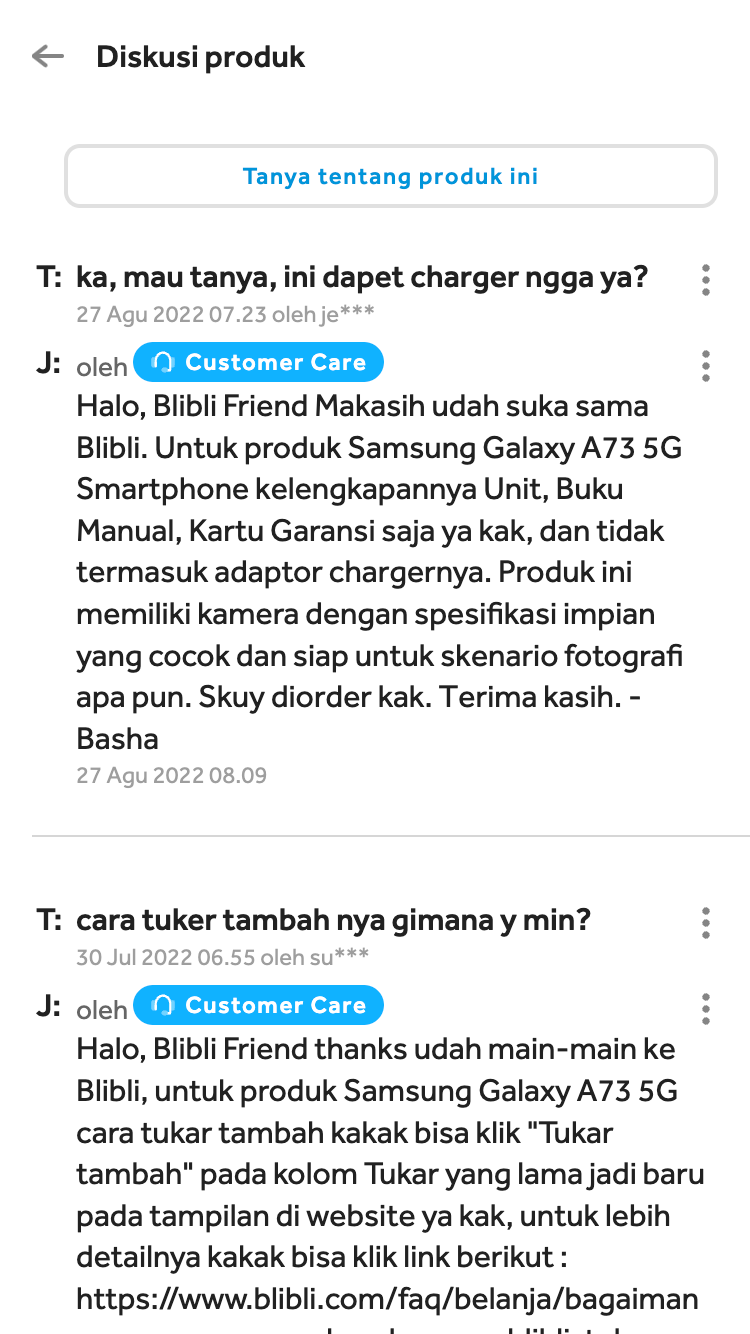 Diskusi produk
Tanya tentang produk ini
T: ka, mau tanya, ini dapet charger ngga ya?
27 Agu 2022 07.23 oleh je***
J: oleh Customer Care
Halo, Blibli Friend Makasih udah suka sama
Blibli. Untuk produk Samsung Galaxy A73 5G
Smartphone kelengkapannya Unit, Buku
Manual, Kartu Garansi saja ya kak, dan tidak
termasuk adaptor chargernya. Produk ini
memiliki kamera dengan spesifikasi impian
yang cocok dan siap untuk skenario fotografi
apa pun. Skuy diorder kak. Terima kasih. -
Basha
27 Agu 2022 08.09
T: cara tuker tambah nya gimana y min?
30 Jul 2022 06.55 oleh su***
J: oleh Customer Care
Halo, Blibli Friend thanks udah main-main ke
Blibli, untuk produk Samsung Galaxy A73 5G
cara tukar tambah kakak bisa klik "Tukar
tambah" pada kolom Tukar yang lama jadi baru
pada tampilan di website ya kak, untuk lebih
detailnya kakak bisa klik link berikut :
https://www.blibli.com/faq/belanja/bagaiman